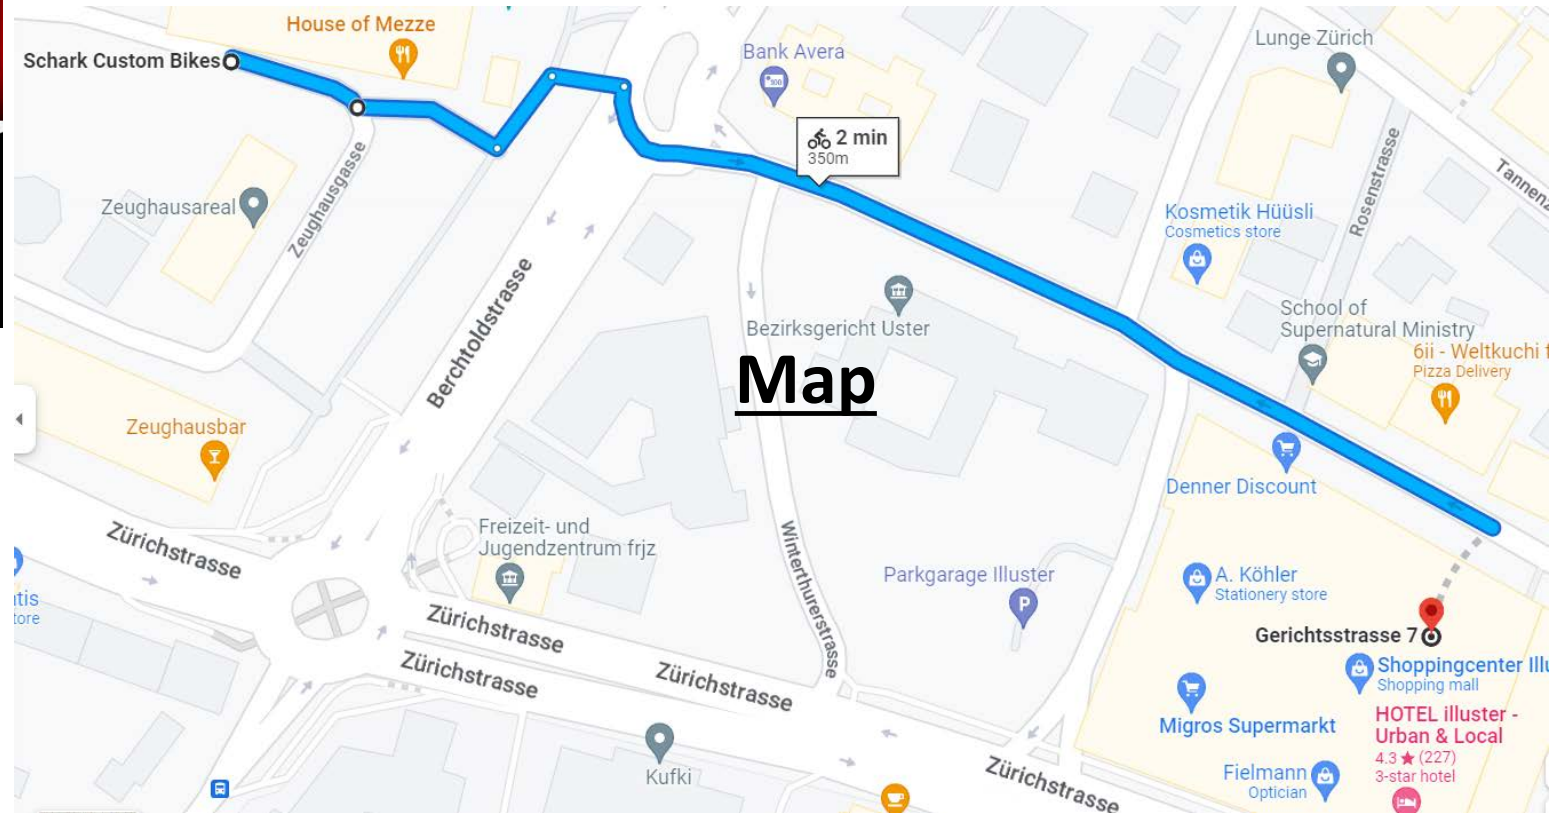 House of Mezze
Schark Custom Bikes
Bank Avera
Lunge Zürich
2 min
350m
Zeughausareal
Zeughausgasse
Rosenstrasse
Kosmetik Hüüsli
Cosmetics store
Berchtoldstrasse
Bezirksgericht Uster
School of
Supernatural Ministry
6ii - Weltkuchi
Pizza Delivery
Map
Zeughausbar
Denner Discount
Zürichstrasse
Freizeit- und
Jugendzentrum frjz
Winterthurerstrasse
Parkgarage Illuster
P
A. Köhler
Stationery store
Zürichstrasse
Gerichtsstrasse 7
Zürichstrasse
Zürichstrasse
Shoppingcenter
Shopping mall
Migros Supermarkt
HOTEL illuster -
Urban & Local
4.3 ★ (227)
3-star hotel
Kufki
Fielmann
Optician
Zürichstrasse